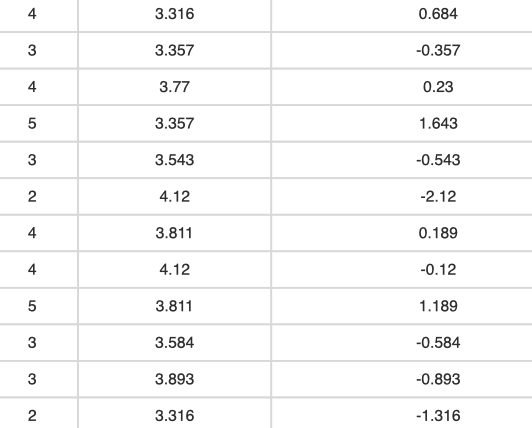 4 3.316 0.684
3 3.357 -0.357
4 3.77 0.23
5 3.357 1.643
3 3.543 -0.543
2 4.12 -2.12
4 3.811 0.189
4 4.12 -0.12
5 3.811 1.189
3 3.584 -0.584
3 3.893 -0.893
2 3.316 -1.316